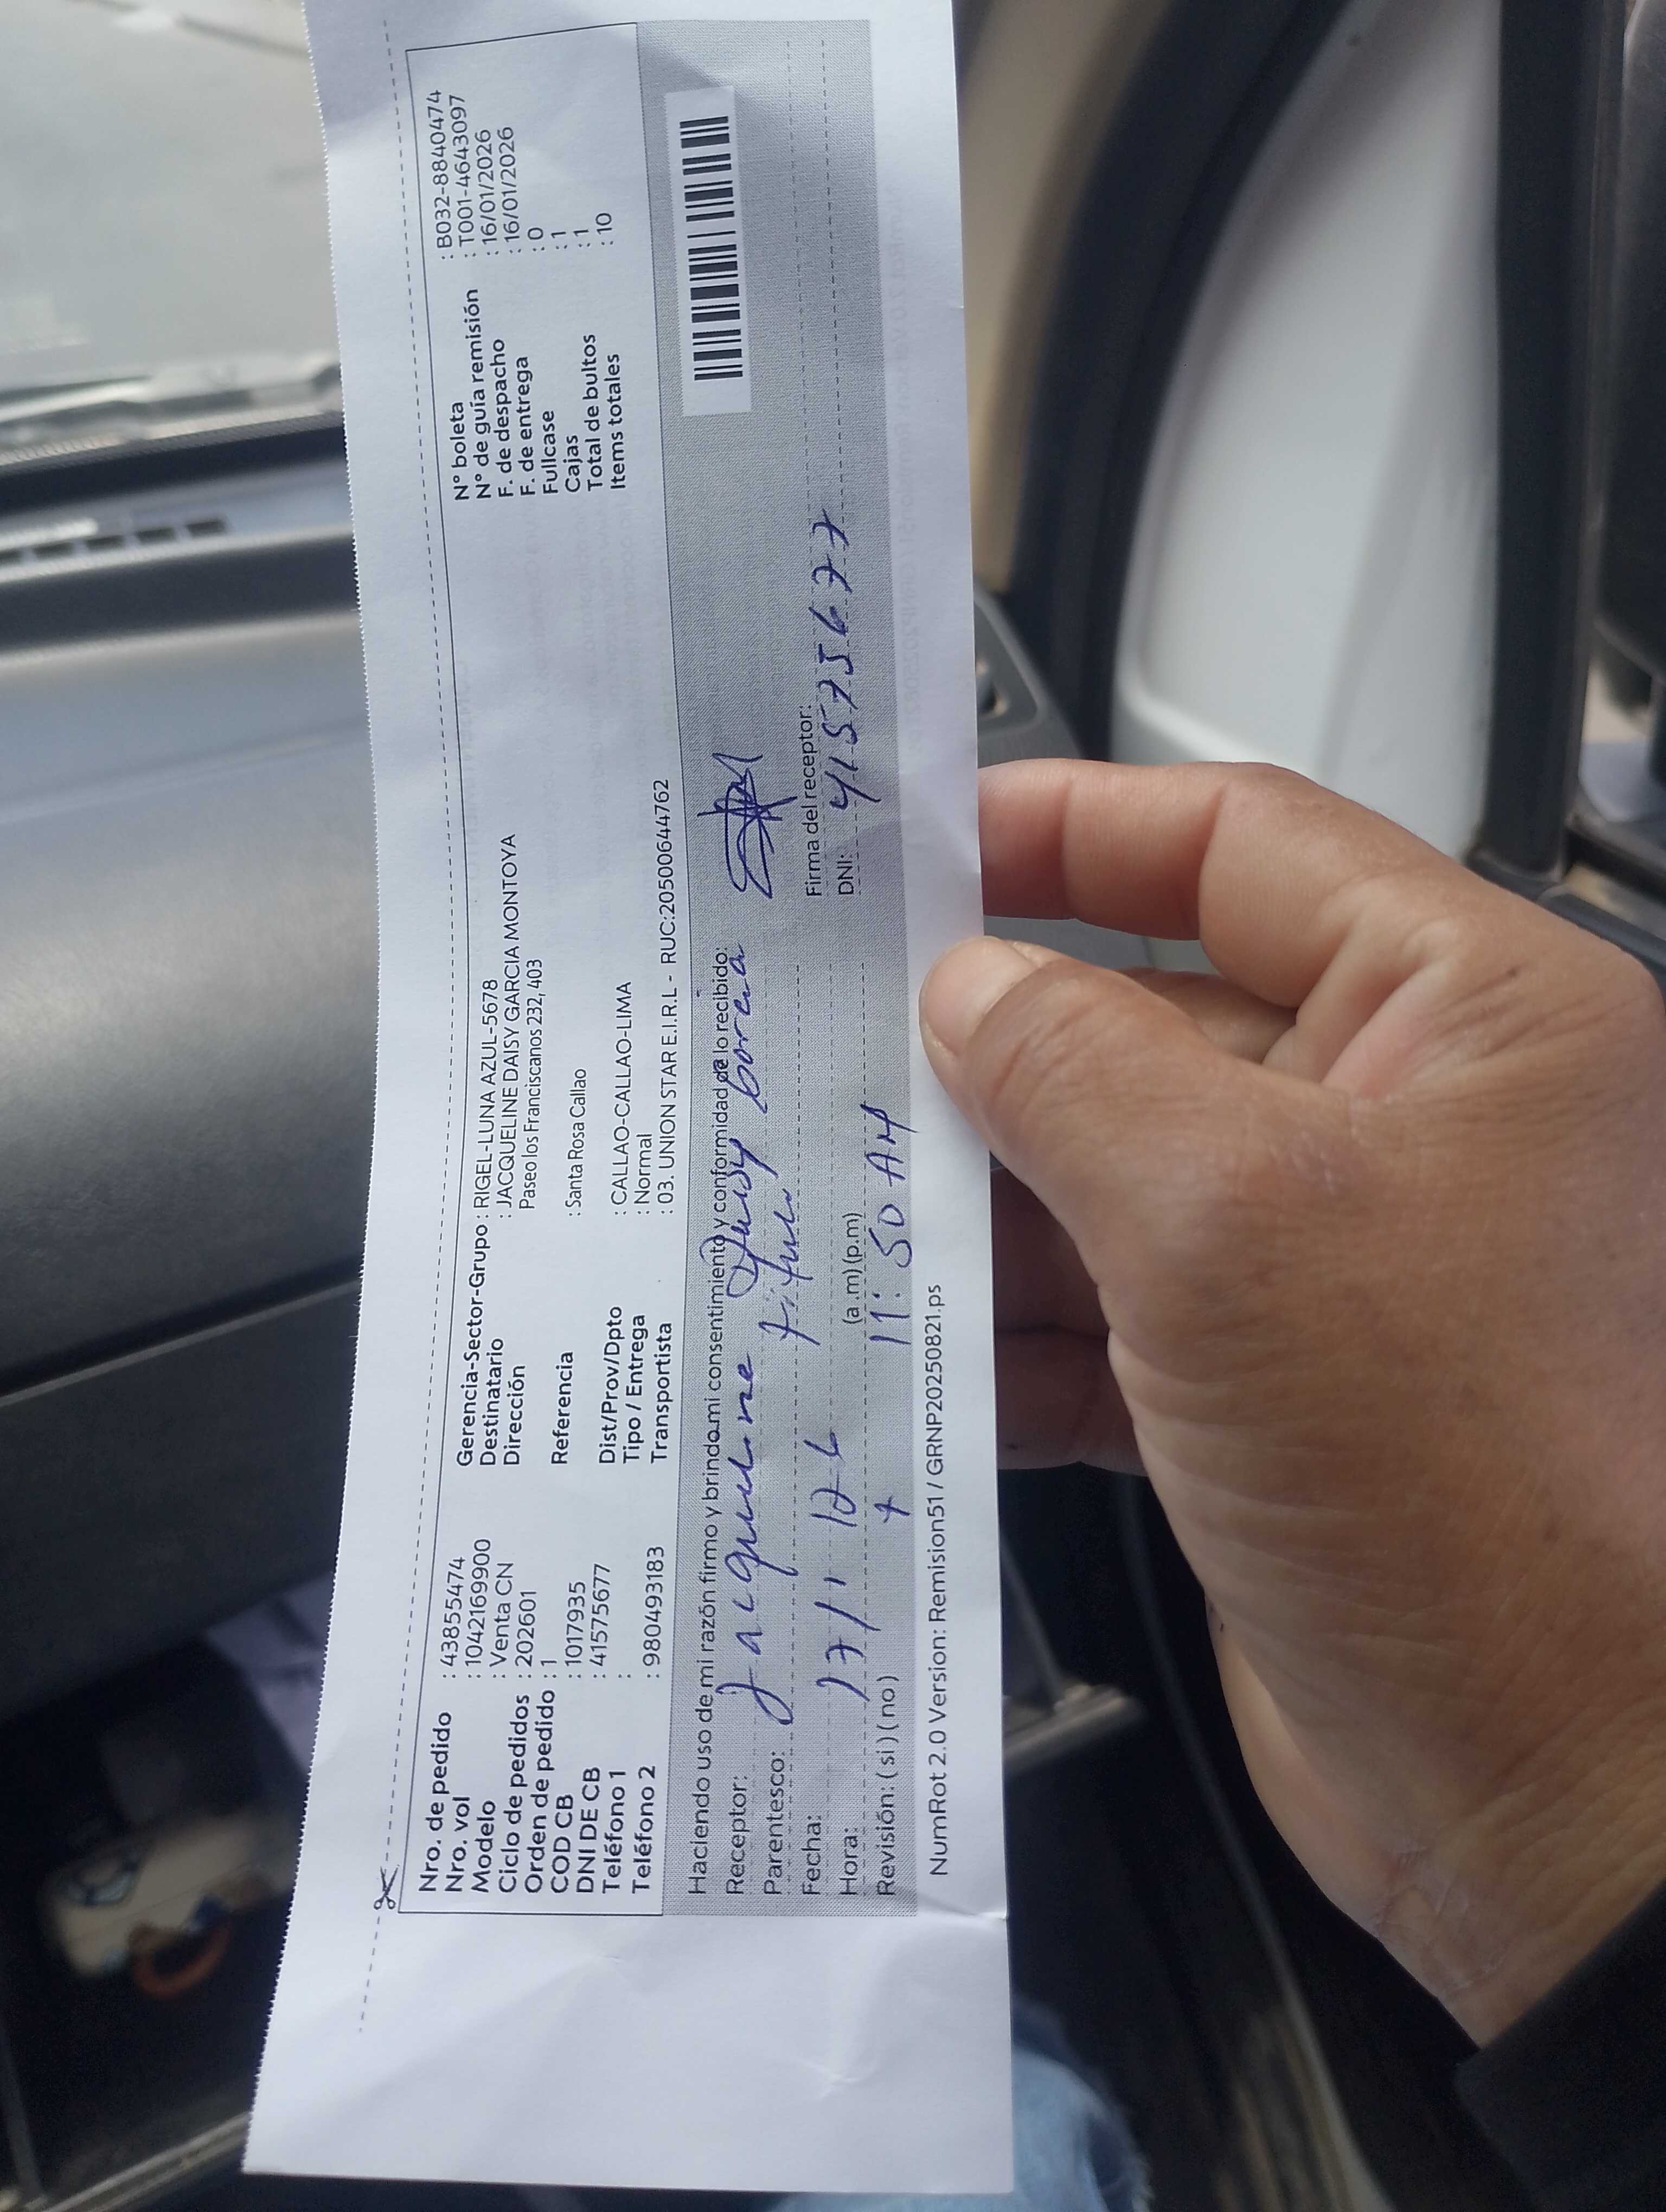 Nro. de pedido : 43855474
Nro. vol : 1042169900
Modelo : Venta CN
Ciclo de pedidos : 202601
Orden de pedido : 1
COD CB : 1017935
DNI DE CB : 41575677
Teléfono 1 :
Teléfono 2 : 980493183
Gerencia-Sector-Grupo : RIGEL-LUNA AZUL-5678
Destinatario : JACQUELINE DAISY GARCIA MONTOYA
Dirección Paseo los Franciscanos 232, 403
Referencia : Santa Rosa Callao
Dist/Prov/Dpto : CALLAO-CALLAO-LIMA
Tipo / Entrega : Normal
Transportista : 03. UNION STAR E.I.R.L - RUC:20500644762
N° boleta : B032-8840474
N° de guía remisión : T001-4643097
F. de despacho : 16/01/2026
F. de entrega : 16/01/2026
Fullcase : 0
Cajas : 1
Total de bultos : 1
Items totales : 10
Haciendo uso de mi razón firmo y brindo mi consentimiento y conformidad de lo recibido:
Receptor: Jacqueline Daisy
Parentesco:
Firma del receptor:
Fecha: 17/1/26
DNI: 41575677
Hora: (a.m) (p.m) 11:50 AM
Revisión: ( si ) ( no )
NumRot 2.0 Version: Remision51 / GRNP20250821.ps